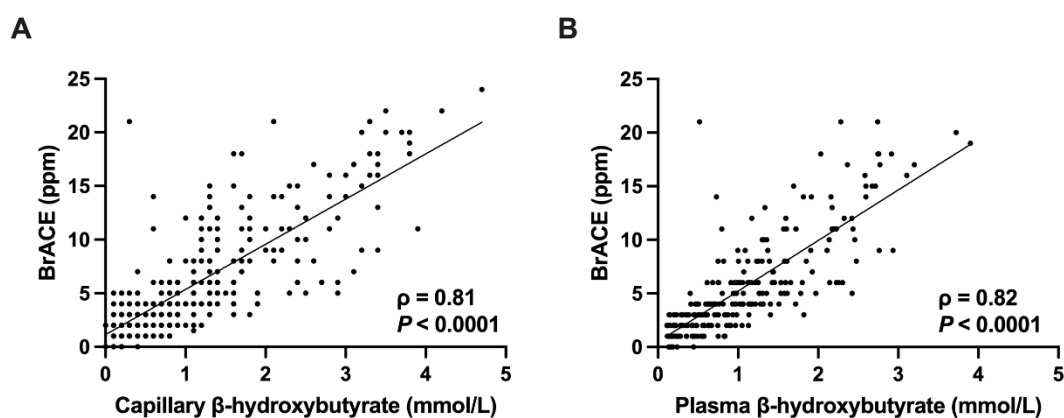 A
BrACE (ppm)
25
20
15
10
5
0
ρ = 0.81
P < 0.0001
0 1 2 3 4 5
Capillary β-hydroxybutyrate (mmol/L)
B
BrACE (ppm)
25
20
15
10
5
0
ρ = 0.82
P < 0.0001
0 1 2 3 4 5
Plasma β-hydroxybutyrate (mmol/L)